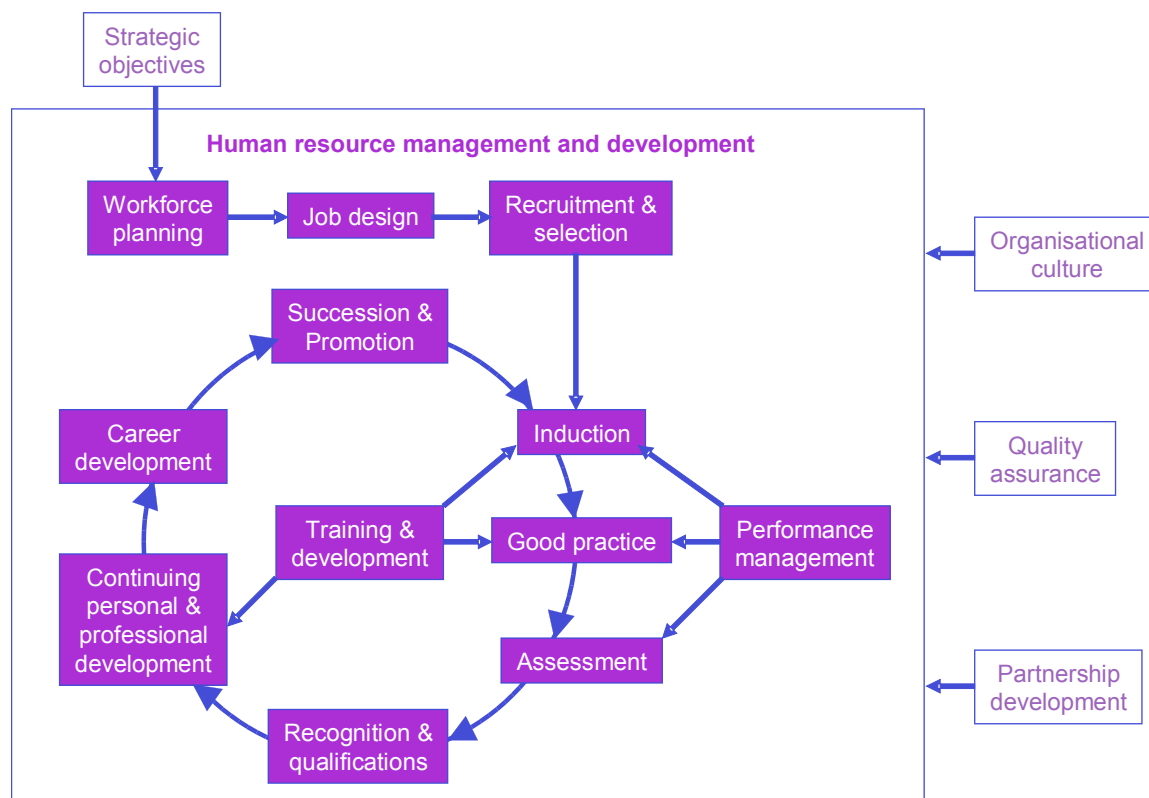 Strategic
objectives
Human resource management and development
Workforce
planning
Job design
Recruitment &
selection
Organisational
culture
Succession &
Promotion
Career
development
Induction
Quality
assurance
Training &
development
Good practice
Performance
management
Continuing
personal &
professional
development
Assessment
Partnership
development
Recognition &
qualifications